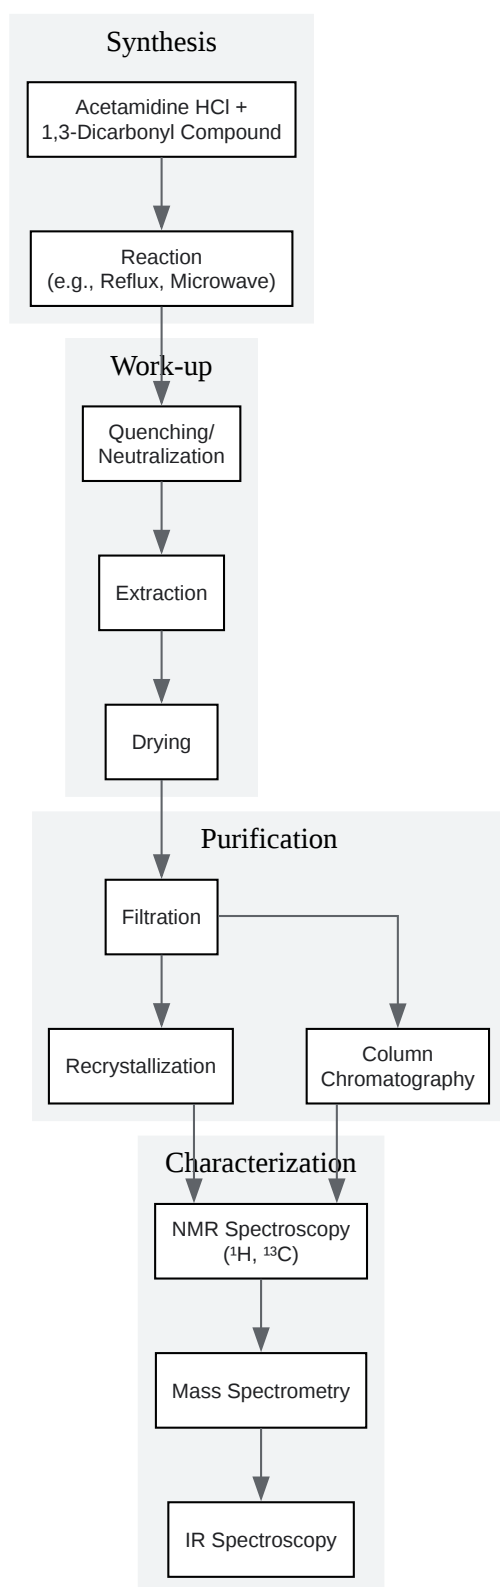 Synthesis
Acetamidine HCl +
1,3-Dicarbonyl Compound
Reaction
(e.g., Reflux, Microwave)
Work-up
Quenching/
Neutralization
Extraction
Drying
Purification
Filtration
Recrystallization
Column
Chromatography
Characterization
NMR Spectroscopy
(¹H, ¹³C)
Mass Spectrometry
IR Spectroscopy